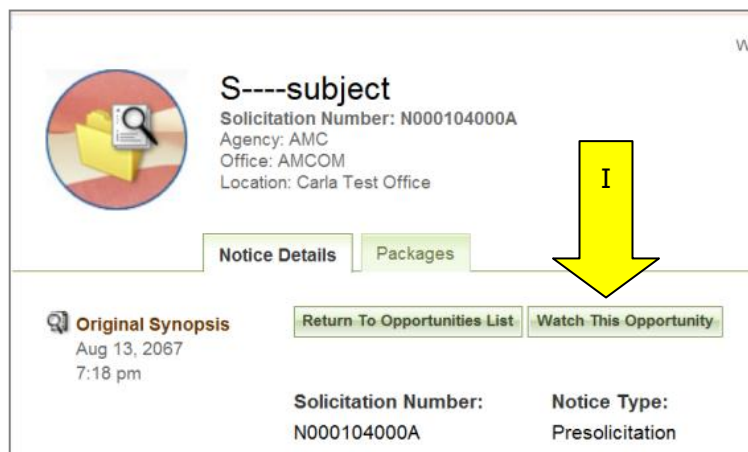 W
S----subject
Solicitation Number: N000104000A
Agency: AMC
Office: AMCOM
Location: Carla Test Office
I
Notice Details Packages
Original Synopsis
Aug 13, 2067
7:18 pm
Return To Opportunities List Watch This Opportunity
Solicitation Number: Notice Type:
N000104000A Presolicitation